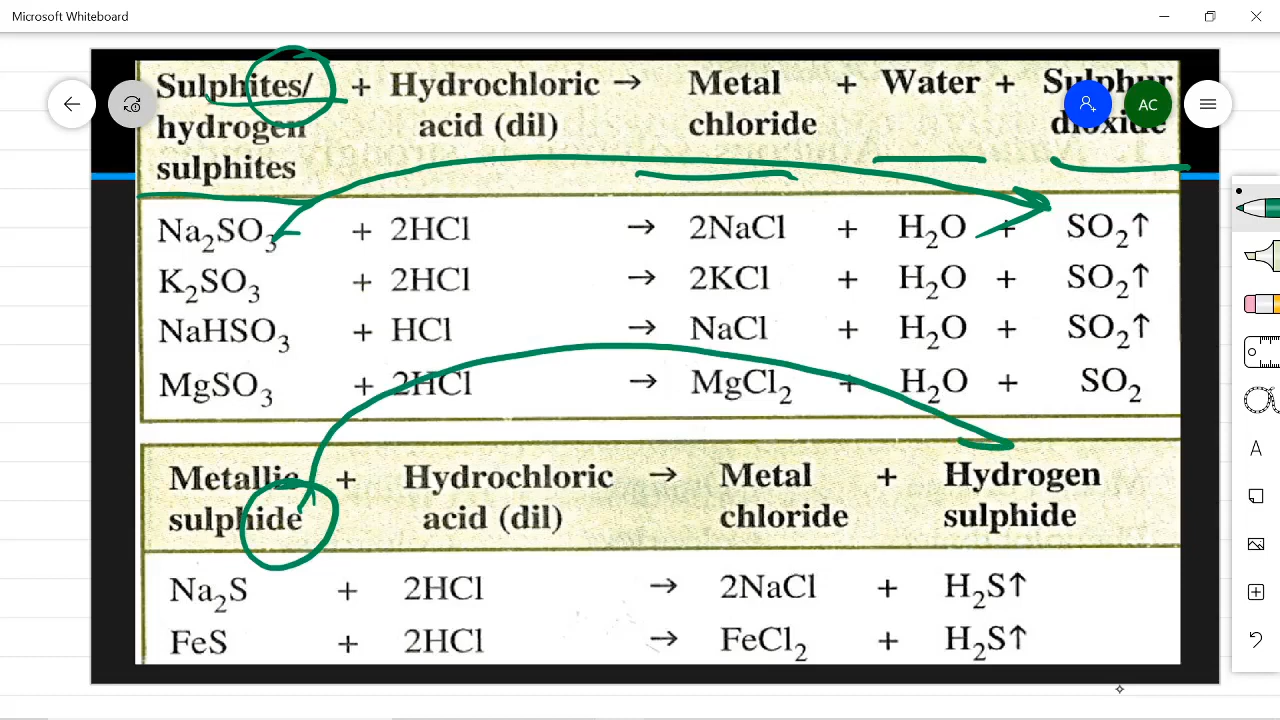 Microsoft Whiteboard
Sulphites/ + Hydrochloric → Metal + Water + Sulphur
hydrogen acid (dil) chloride dioxide
sulphites
Na₂SO₃ + 2HCl → 2NaCl + H₂O + SO₂↑
K₂SO₃ + 2HCl → 2KCl + H₂O + SO₂↑
NaHSO₃ + HCl → NaCl + H₂O + SO₂↑
MgSO₃ + 2HCl → MgCl₂ + H₂O + SO₂
Metallic + Hydrochloric → Metal + Hydrogen
sulphide acid (dil) chloride sulphide
Na₂S + 2HCl → 2NaCl + H₂S↑
FeS + 2HCl → FeCl₂ + H₂S↑
AC
A